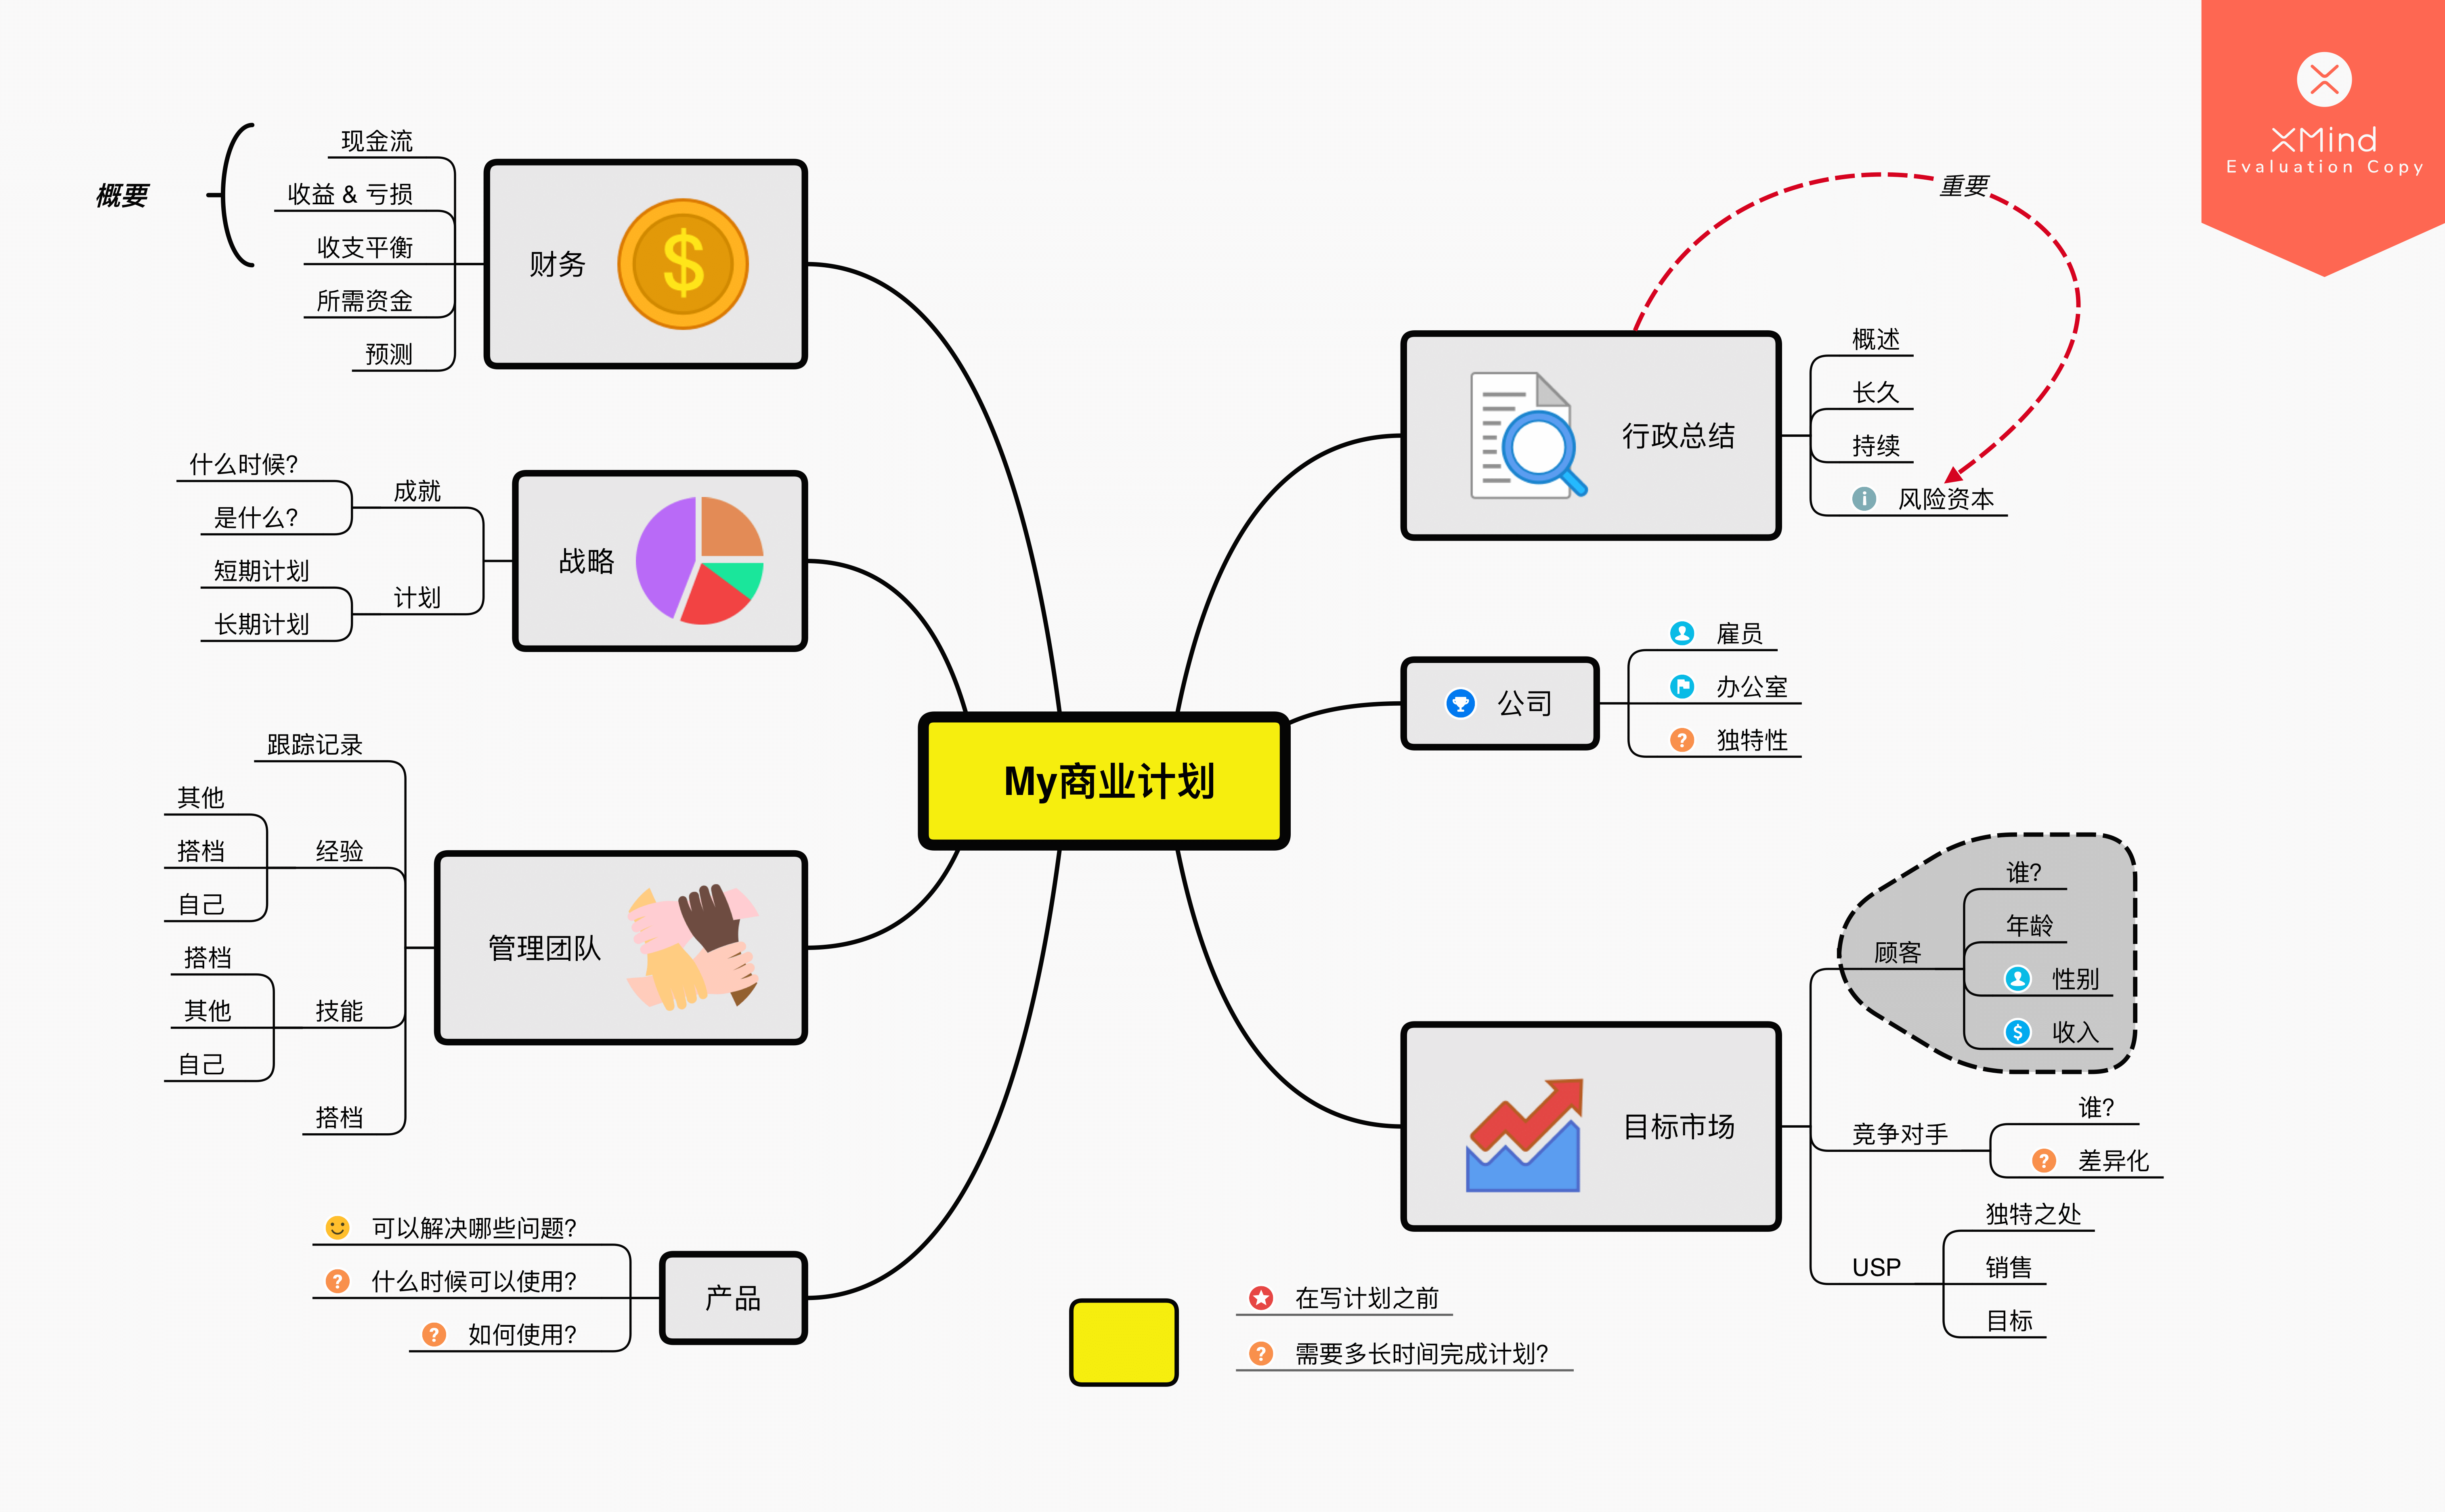 XMind
Evaluation Copy
My商业计划
财务
现金流
收益 & 亏损
收支平衡
所需资金
预测
概要
战略
成就
什么时候?
是什么?
计划
短期计划
长期计划
管理团队
跟踪记录
经验
其他
搭档
自己
技能
搭档
其他
自己
搭档
产品
可以解决哪些问题?
什么时候可以使用?
如何使用?
行政总结
概述
长久
持续
风险资本
重要
公司
雇员
办公室
独特性
目标市场
顾客
谁?
年龄
性别
收入
竞争对手
谁?
差异化
USP
独特之处
销售
目标
在写计划之前
需要多长时间完成计划?